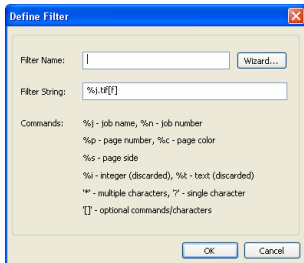 Define Filter
Filter Name:
Wizard...
Filter String: %j.tif[f]
Commands: %j - job name, %n - job number
%p - page number, %c - page color
%s - page side
%i - integer (discarded), %t - text (discarded)
'*' - multiple characters, '?' - single character
'[]' - optional commands/characters
OK Cancel